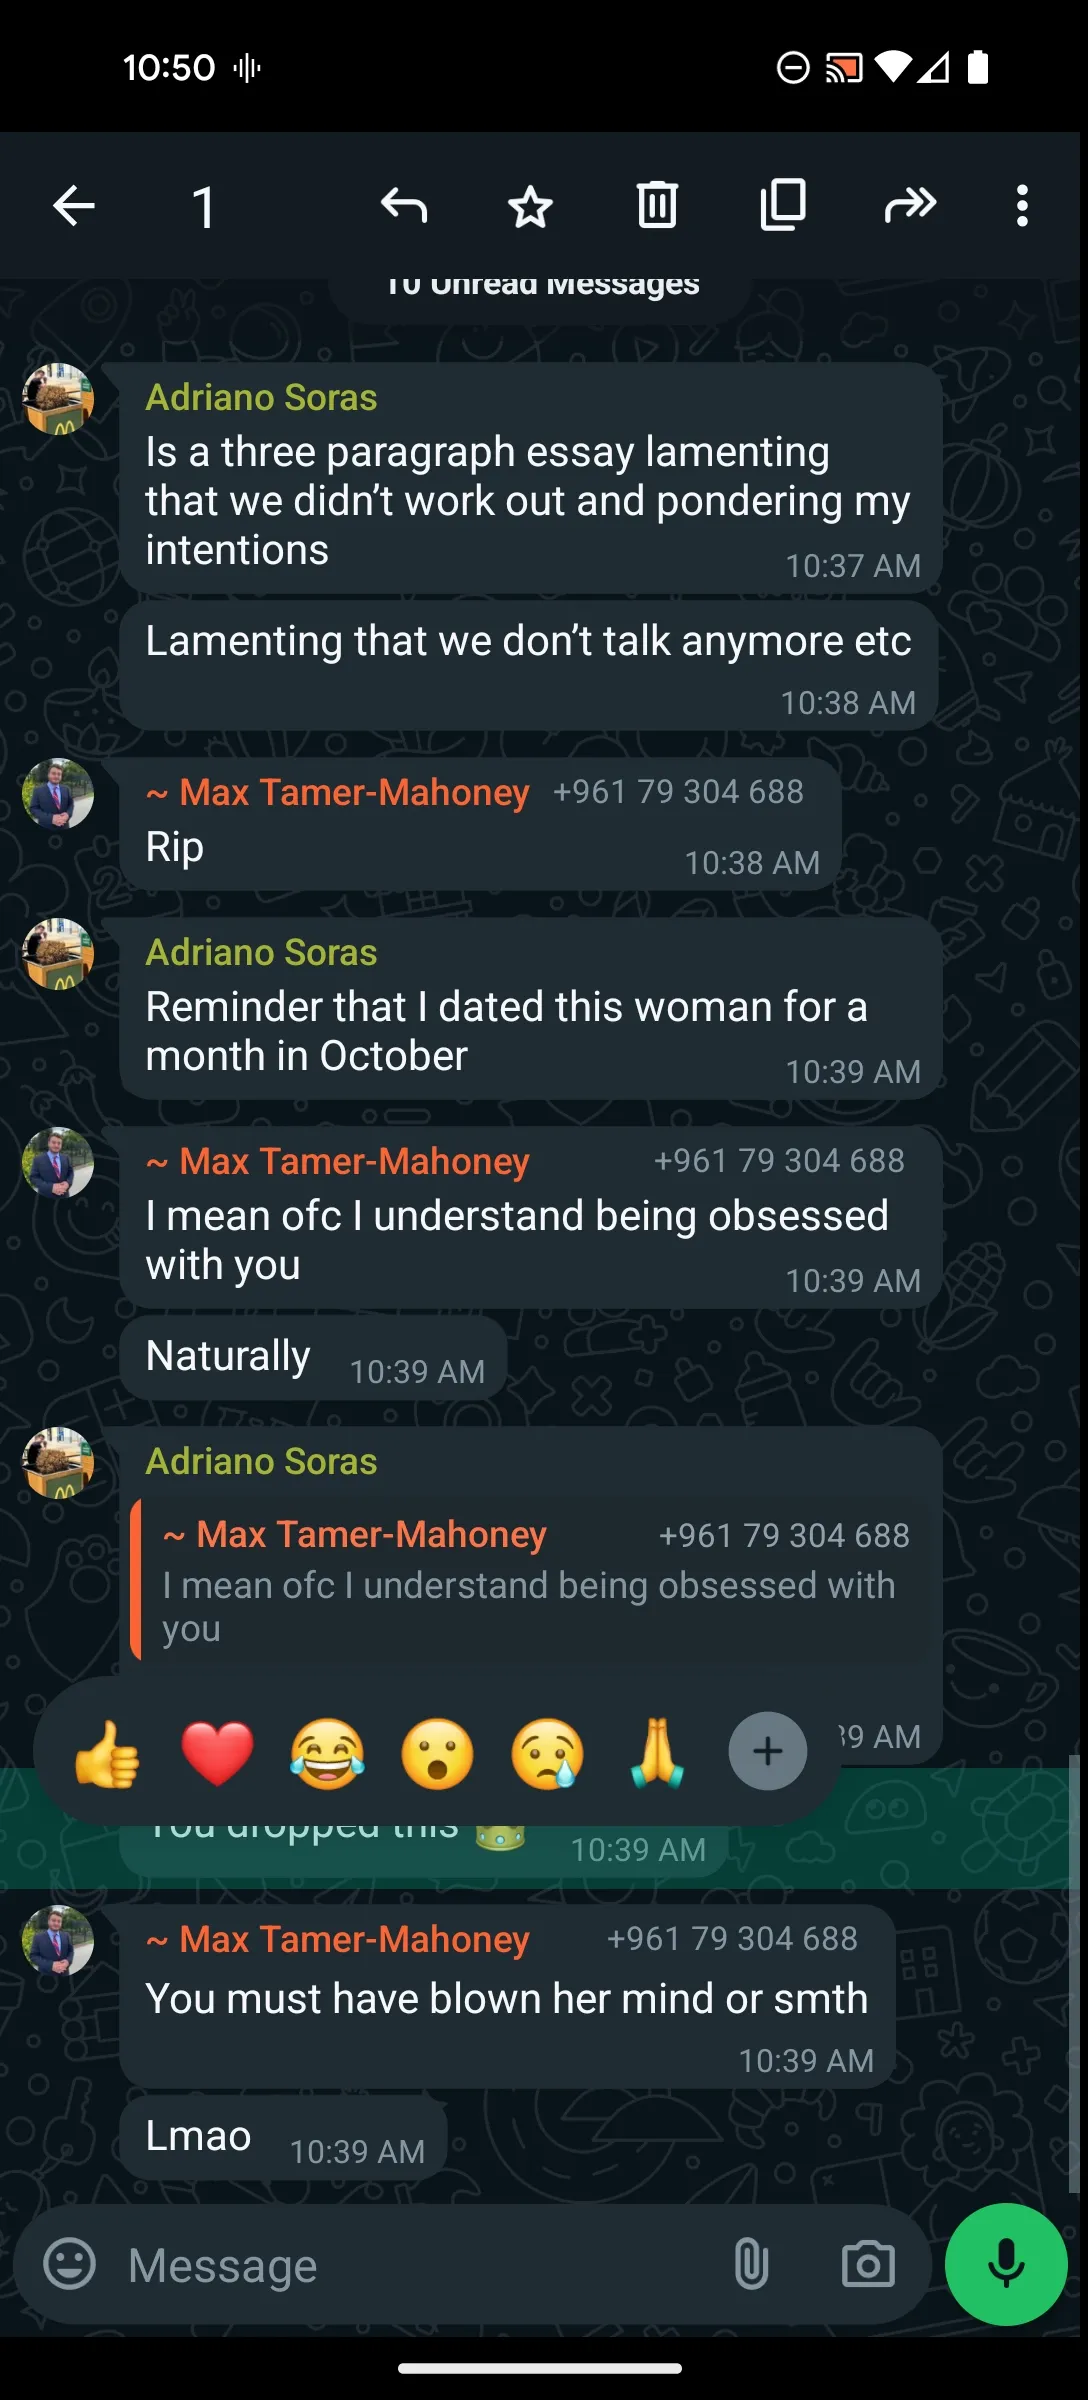 10:50
1
10 Unread Messages
Adriano Soras
Is a three paragraph essay lamenting
that we didn’t work out and pondering my
intentions
10:37 AM
Lamenting that we don’t talk anymore etc
10:38 AM
~ Max Tamer-Mahoney +961 79 304 688
Rip
10:38 AM
Adriano Soras
Reminder that I dated this woman for a
month in October
10:39 AM
~ Max Tamer-Mahoney +961 79 304 688
I mean ofc I understand being obsessed
with you
10:39 AM
Naturally 10:39 AM
Adriano Soras
~ Max Tamer-Mahoney +961 79 304 688
I mean ofc I understand being obsessed with
you
39 AM
You dropped this 👑 10:39 AM
~ Max Tamer-Mahoney +961 79 304 688
You must have blown her mind or smth
10:39 AM
Lmao 10:39 AM
Message